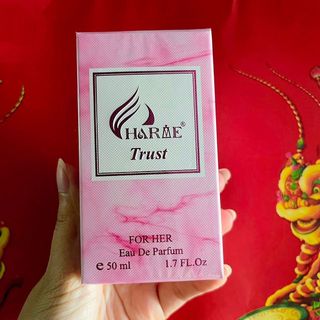 CHARME®
Trust
FOR HER
Eau De Parfum
e 50 ml 1.7 FL.Oz